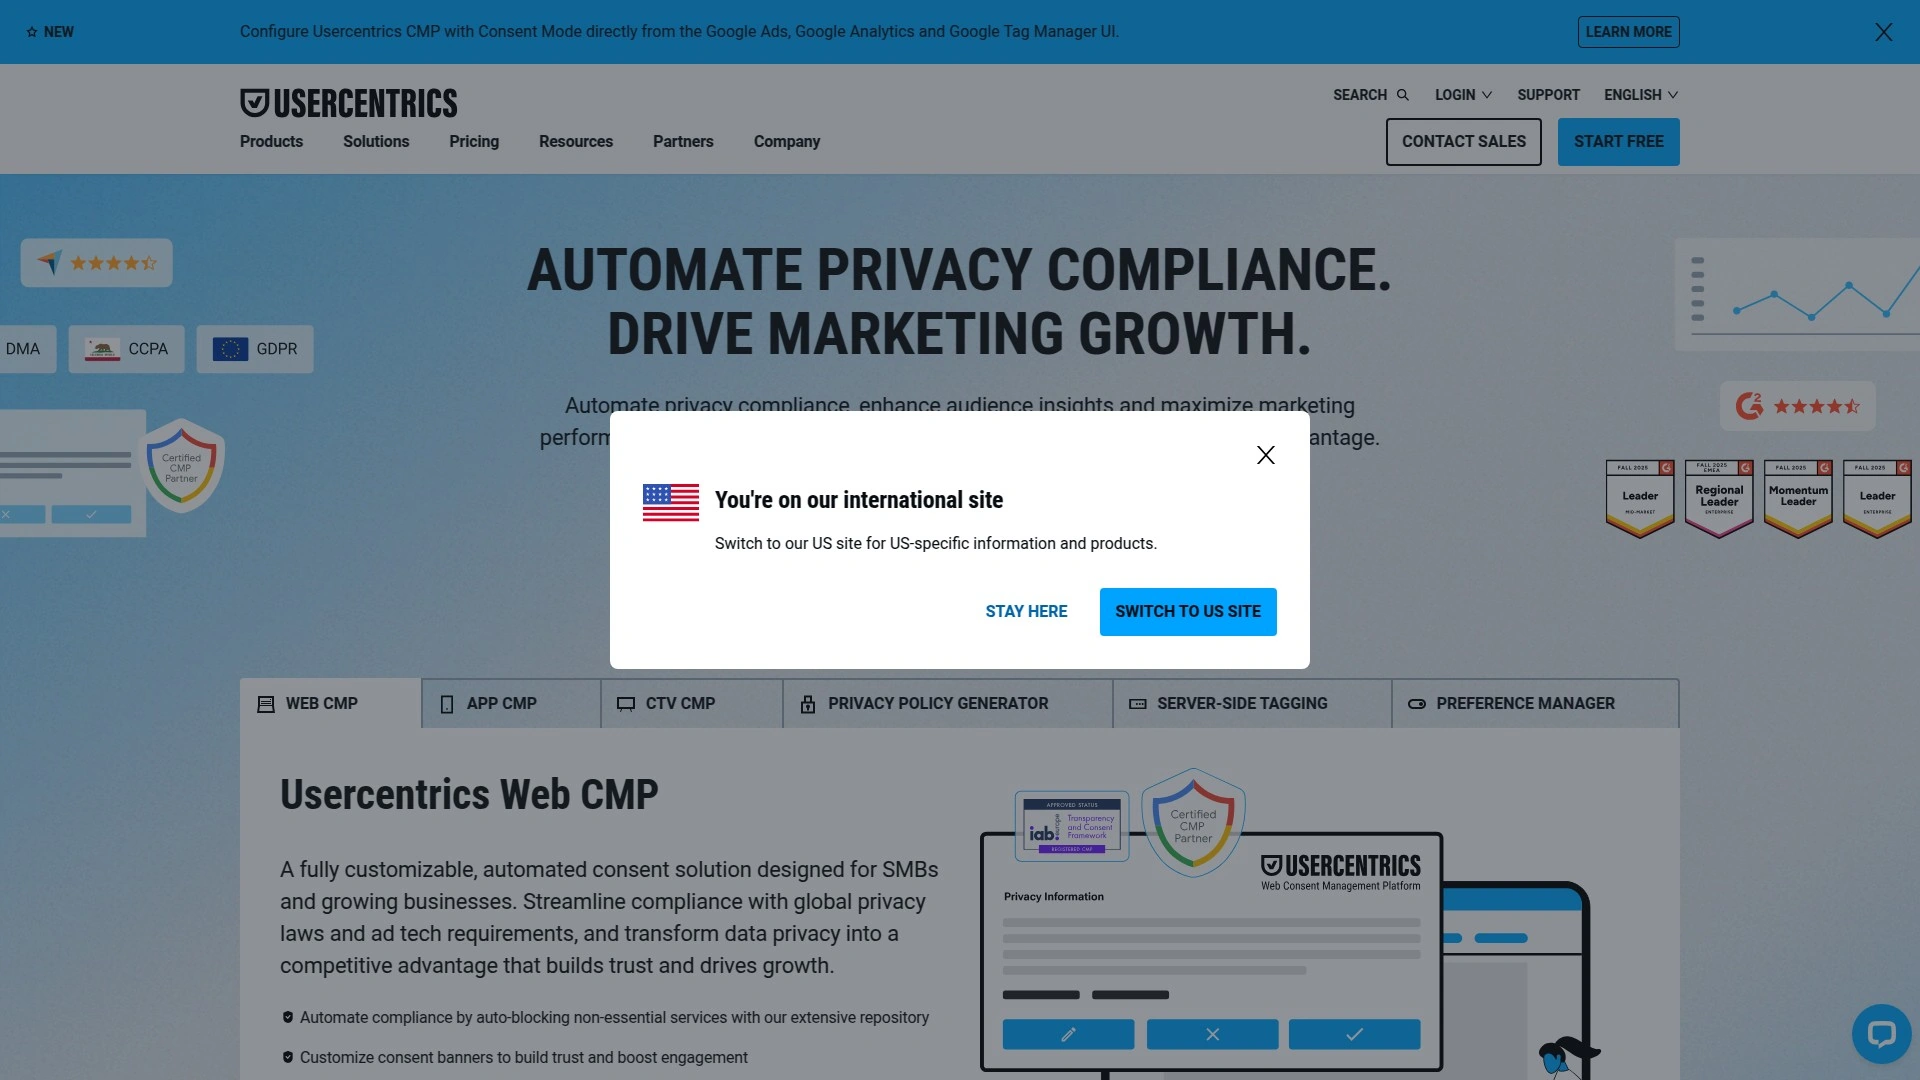 NEW
Configure Usercentrics CMP with Consent Mode directly from the Google Ads, Google Analytics and Google Tag Manager UI.
LEARN MORE
USERCENTRICS
SEARCH
LOGIN
SUPPORT
ENGLISH
Products
Solutions
Pricing
Resources
Partners
Company
CONTACT SALES
START FREE
AUTOMATE PRIVACY COMPLIANCE.
DRIVE MARKETING GROWTH.
DMA
CCPA
GDPR
Automate privacy compliance, enhance audience insights and maximize marketing
perform
antage.
Certified
CMP
Partner
G2
FALL 2025
Leader
MID-MARKET
FALL 2025
EMEA
Regional
Leader
ENTERPRISE
FALL 2025
Momentum
Leader
FALL 2025
Leader
ENTERPRISE
You're on our international site
Switch to our US site for US-specific information and products.
STAY HERE
SWITCH TO US SITE
WEB CMP
APP CMP
CTV CMP
PRIVACY POLICY GENERATOR
SERVER-SIDE TAGGING
PREFERENCE MANAGER
Usercentrics Web CMP
A fully customizable, automated consent solution designed for SMBs
and growing businesses. Streamline compliance with global privacy
laws and ad tech requirements, and transform data privacy into a
competitive advantage that builds trust and drives growth.
Automate compliance by auto-blocking non-essential services with our extensive repository
Customize consent banners to build trust and boost engagement
APPROVED STATUS
iab.europe
Transparency
and Consent
Framework
REGISTERED CMP
Certified
CMP
Partner
USERCENTRICS
Web Consent Management Platform
Privacy Information